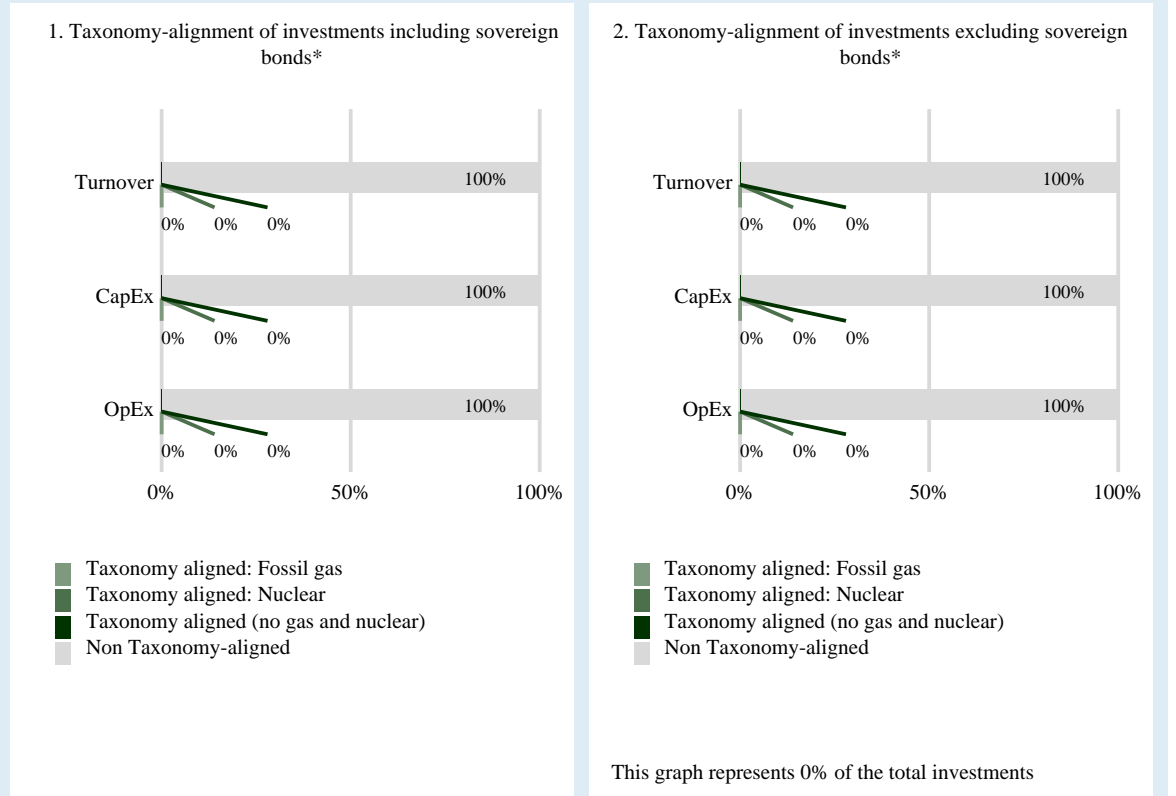 1. Taxonomy-alignment of investments including sovereign
bonds*
Turnover
100%
0% 0% 0%
CapEx
100%
0% 0% 0%
OpEx
100%
0% 0% 0%
0% 50% 100%
Taxonomy aligned: Fossil gas
Taxonomy aligned: Nuclear
Taxonomy aligned (no gas and nuclear)
Non Taxonomy-aligned
2. Taxonomy-alignment of investments excluding sovereign
bonds*
Turnover
100%
0% 0% 0%
CapEx
100%
0% 0% 0%
OpEx
100%
0% 0% 0%
0% 50% 100%
Taxonomy aligned: Fossil gas
Taxonomy aligned: Nuclear
Taxonomy aligned (no gas and nuclear)
Non Taxonomy-aligned
This graph represents 0% of the total investments